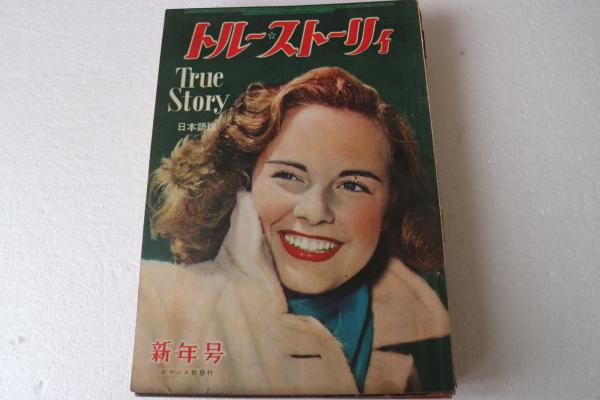 トルー☆ストーリィ
True
Story
日本語版
新年号
ロマンス社發行